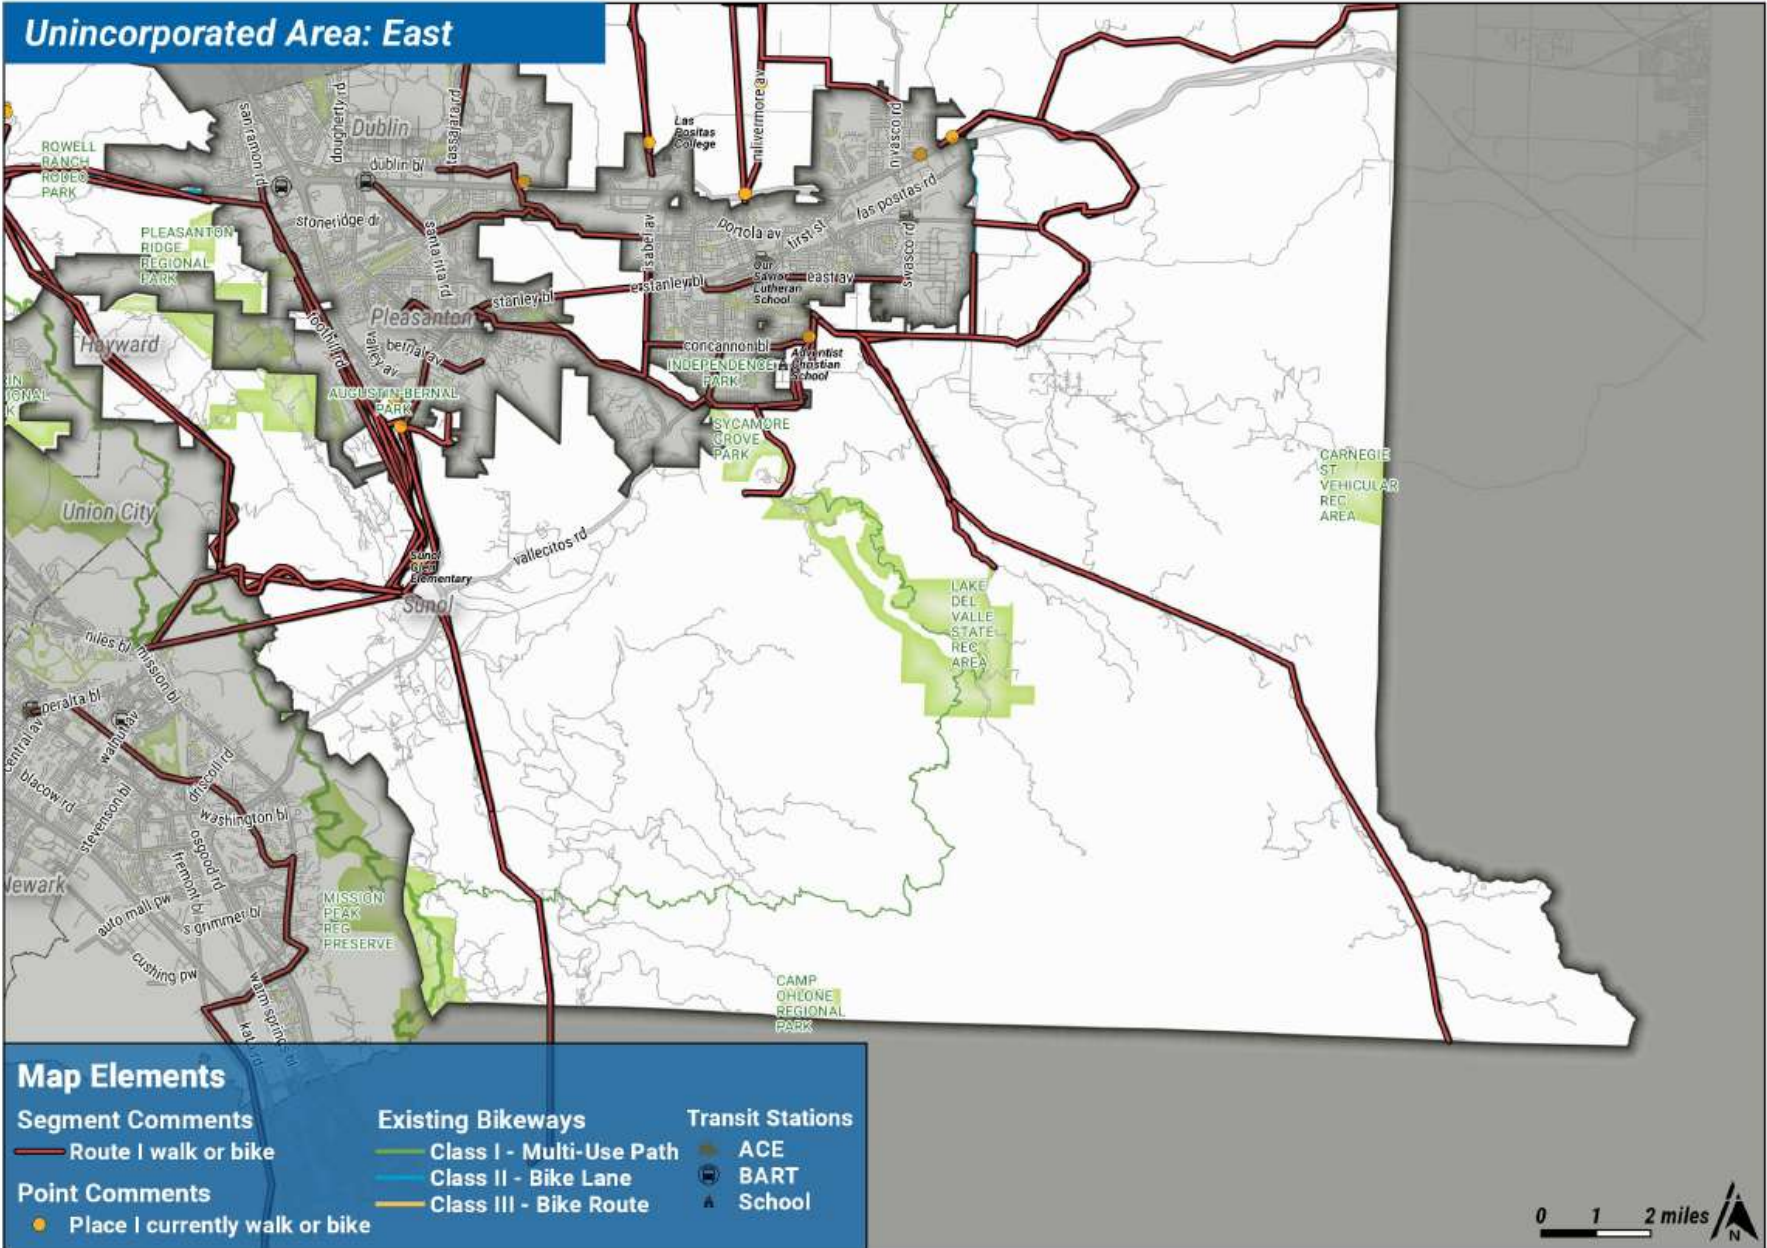 Unincorporated Area: East
san ramon rd
dougherty rd
Dublin
tassajara rd
dublin bl
Las
Positas
College
n livermore av
n vasco rd
ROWELL
RANCH
RODEO
PARK
stoneridge dr
santa rita rd
PLEASANTON
RIDGE
REGIONAL
PARK
isabel av
portola av
first st
las positas rd
s vasco rd
Our
Savior
Lutheran
School
east av
e stanley bl
stanley bl
Pleasanton
foothill rd
valley av
bernal av
Hayward
concannon bl
INDEPENDENCE
PARK
Adventist
Christian
School
AUGUSTIN BERNAL
PARK
SYCAMORE
GROVE
PARK
CARNEGIE
ST
VEHICULAR
REC
AREA
Union City
vallecitos rd
Sunol
Glen
Elementary
Sunol
LAKE
DEL
VALLE
STATE
REC
AREA
niles bl
mission bl
peralta bl
central av
walnut av
blacow rd
stevenson bl
driscoll rd
washington bl
osgood rd
fremont bl
auto mall pw
s grimmer bl
cushing pw
warm springs bl
kato rd
MISSION
PEAK
REG
PRESERVE
CAMP
OHLONE
REGIONAL
PARK
Map Elements
Segment Comments
Route I walk or bike
Point Comments
Place I currently walk or bike
Existing Bikeways
Class I - Multi-Use Path
Class II - Bike Lane
Class III - Bike Route
Transit Stations
ACE
BART
School
0 1 2 miles
N